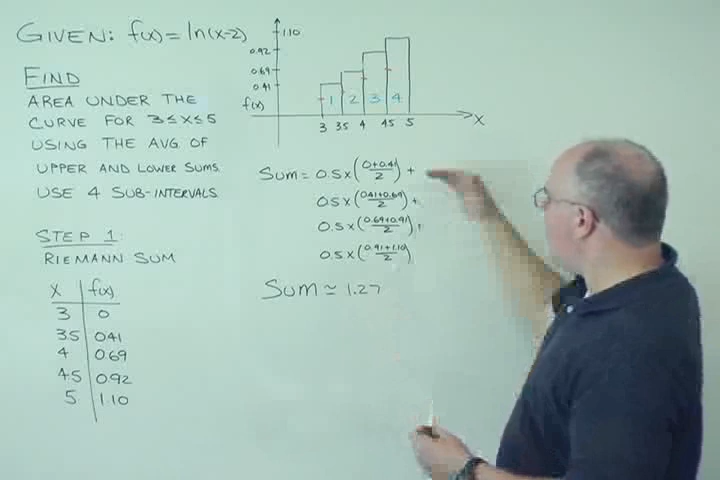 GIVEN: f(x) = ln(x-2)
FIND
AREA UNDER THE
CURVE FOR 3 ≤ x ≤ 5
USING THE AVG OF
UPPER AND LOWER SUMS.
USE 4 SUB-INTERVALS
STEP 1:
RIEMANN SUM
x f(x)
3 0
3.5 0.41
4 0.69
4.5 0.92
5 1.10
1.10
0.92
0.69
0.41
f(x) 1 2 3 4
3 3.5 4 4.5 5 x
SUM = 0.5 x (0+0.41/2) +
0.5 x (0.41+0.69/2) +
0.5 x (0.69+0.91/2) +
0.5 x (0.91+1.10/2)
SUM ≃ 1.27